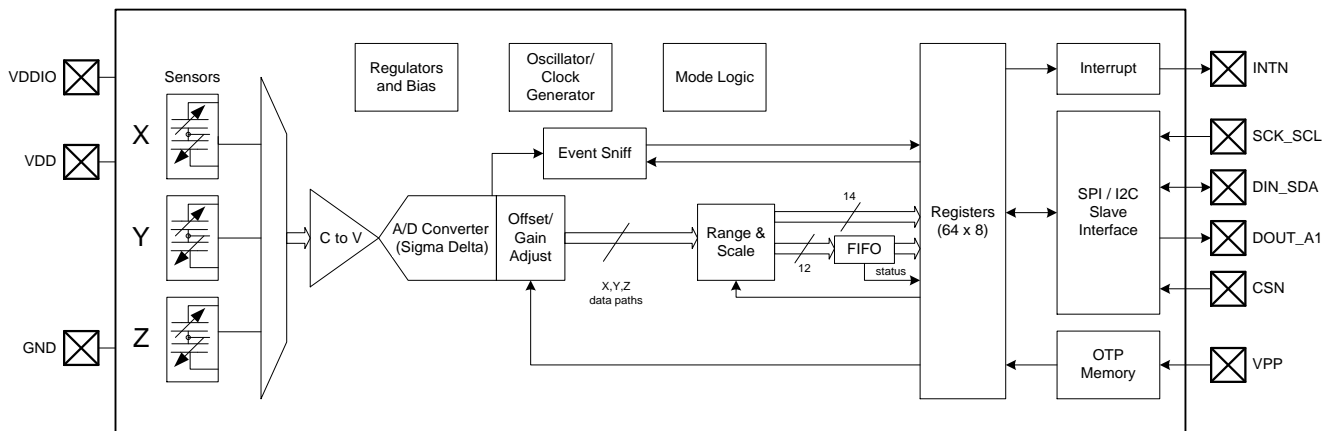 VDDIO
VDD
GND
Sensors
X
Y
Z
Regulators
and Bias
Oscillator/
Clock
Generator
Mode Logic
Event Sniff
C to V
A/D Converter
(Sigma Delta)
Offset/
Gain
Adjust
X,Y,Z
data paths
Range &
Scale
14
12
FIFO
status
Registers
(64 x 8)
Interrupt
SPI / I2C
Slave
Interface
OTP
Memory
INTN
SCK_SCL
DIN_SDA
DOUT_A1
CSN
VPP